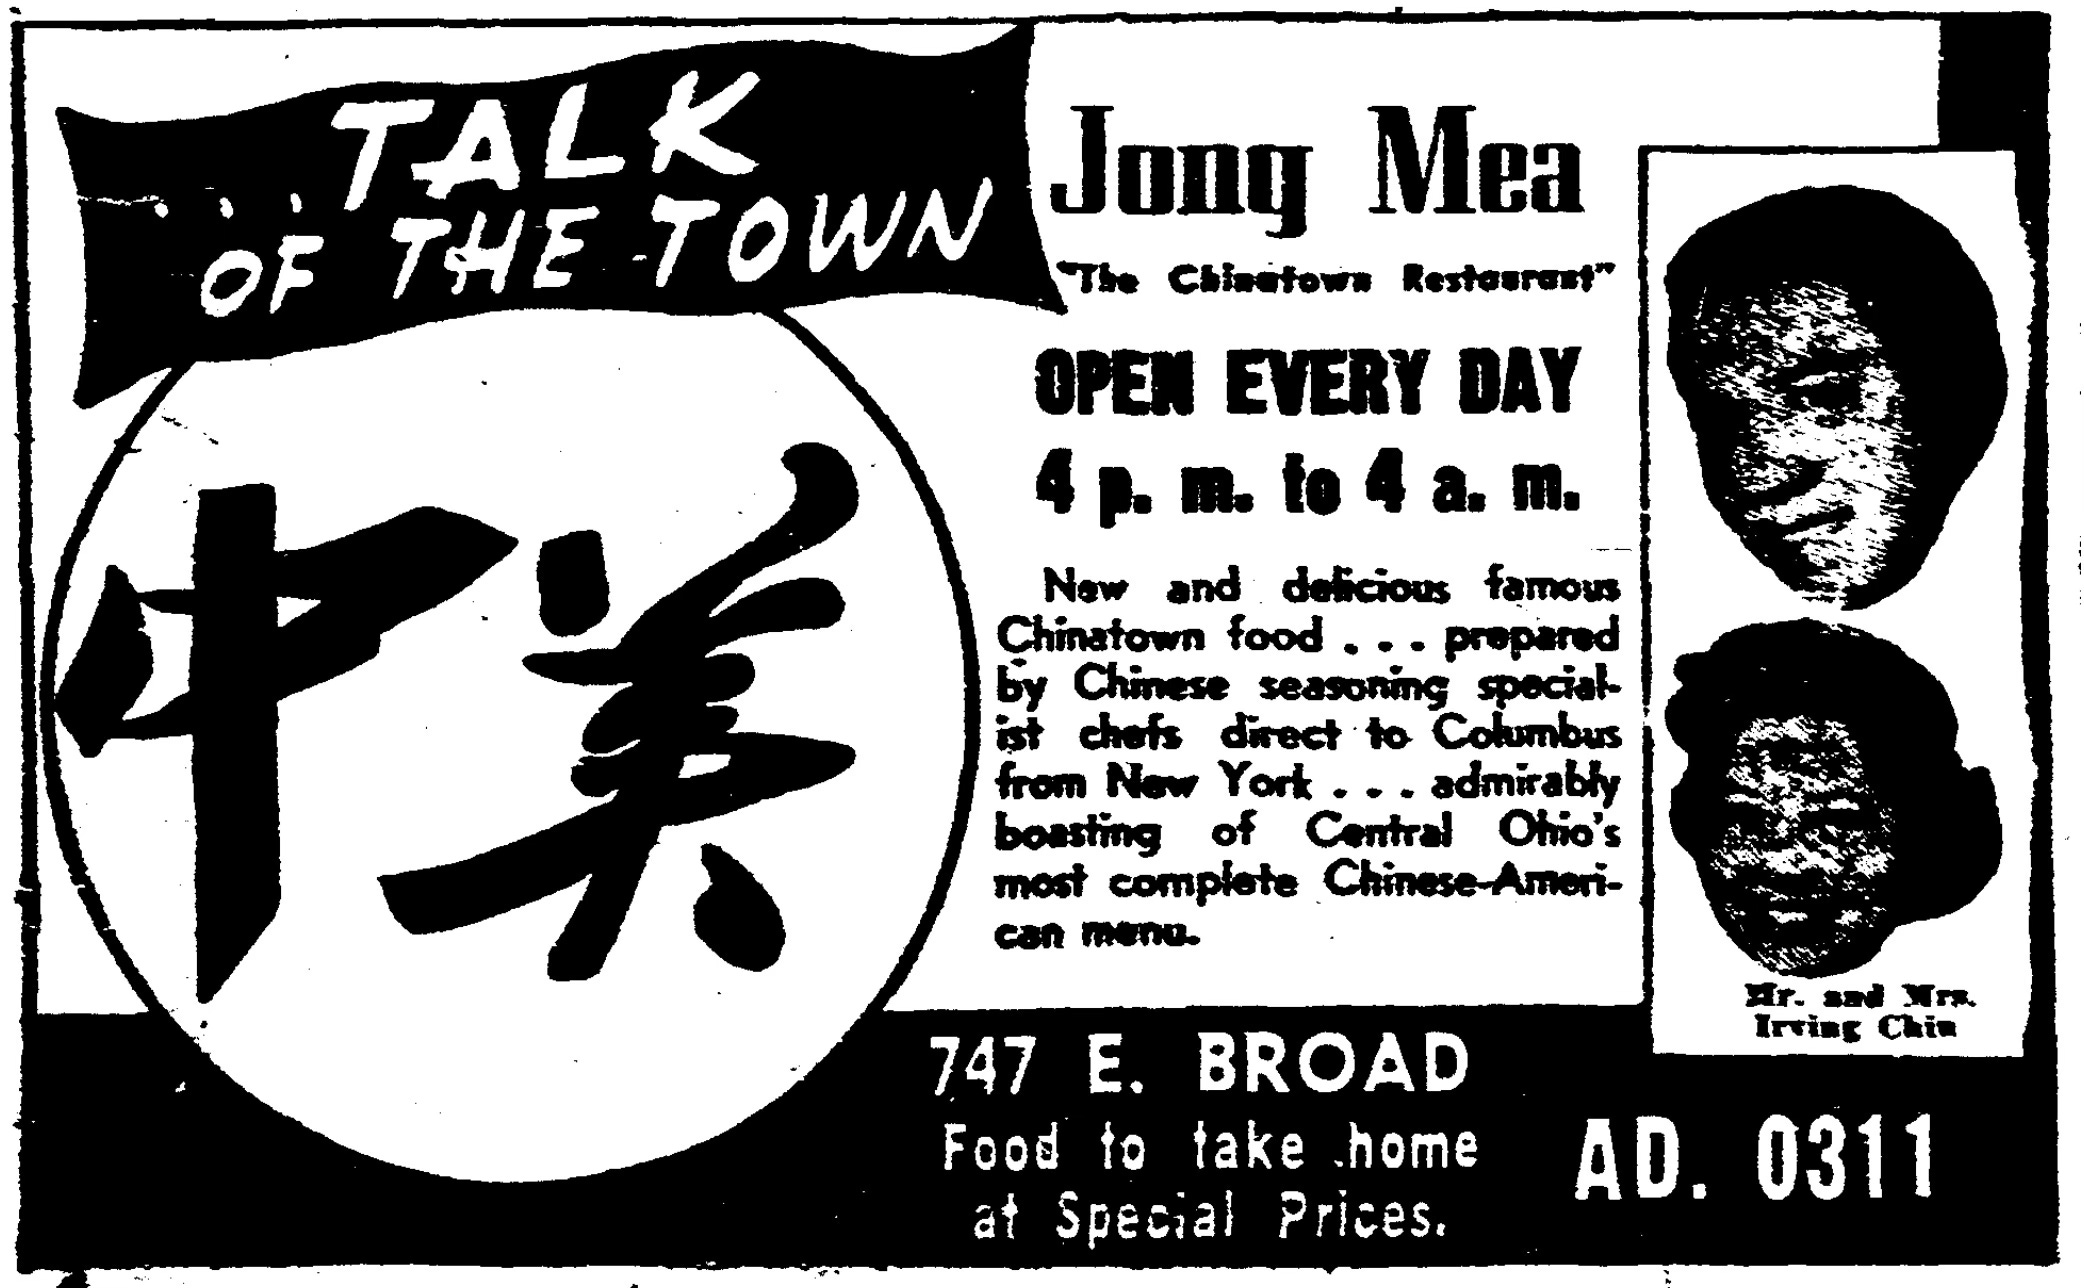 . . . TALK
OF THE TOWN
中美
Jong Mea
"The Chinatown Restaurant"
OPEN EVERY DAY
4 p. m. to 4 a. m.
New and delicious famous
Chinatown food . . . prepared
by Chinese seasoning special-
ist chefs direct to Columbus
from New York . . . admirably
boasting of Central Ohio's
most complete Chinese-Ameri-
can menu.
Mr. and Mrs.
Irving Chin
747 E. BROAD
Food to take home
at Special Prices.
AD. 0311